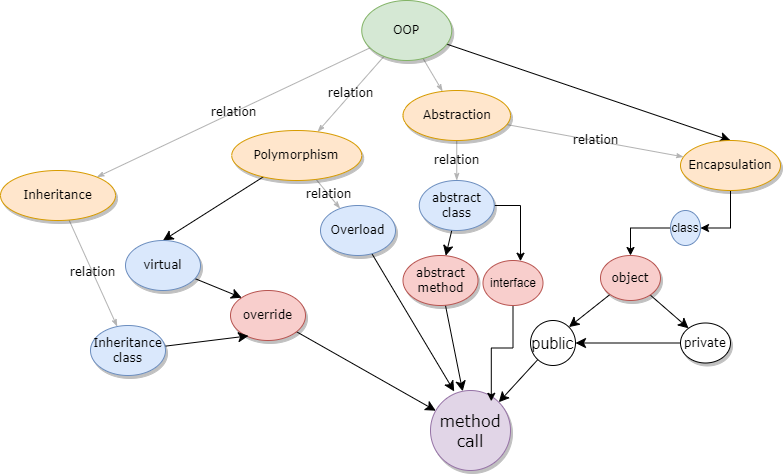 OOP
relation
relation
Abstraction
relation
Polymorphism
relation
Encapsulation
Inheritance
relation
abstract
class
Overload
class
relation
virtual
abstract
method
interface
object
override
Inheritance
class
public
private
method
call